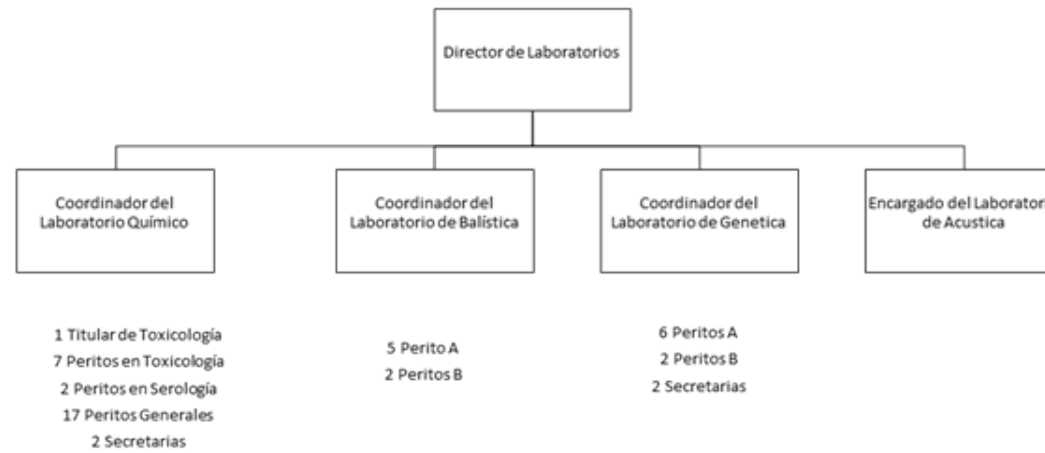 Director de Laboratorios
Coordinador del
Laboratorio Químico
Coordinador del
Laboratorio de Balística
Coordinador del
Laboratorio de Genetica
Encargado del Laboratori
de Acustica
1 Titular de Toxicología
7 Peritos en Toxicología
2 Peritos en Serología
17 Peritos Generales
2 Secretarias
5 Perito A
2 Peritos B
6 Peritos A
2 Peritos B
2 Secretarias